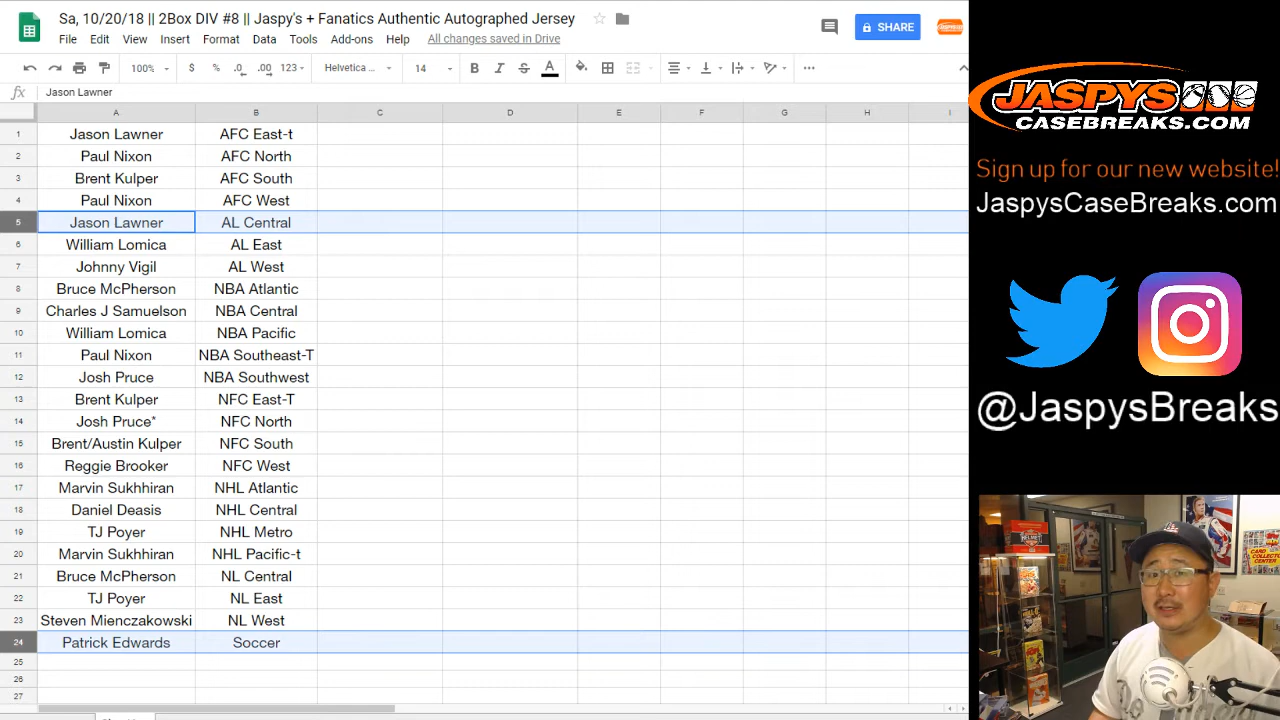 Sa, 10/20/18 || 2Box DIV #8 || Jaspy's + Fanatics Authentic Autographed Jersey
File Edit View Insert Format Data Tools Add-ons Help All changes saved in Drive
SHARE
100% $ % .0 .00 123 Helvetica ... 14 B I S A
fx Jason Lawner
A B C D E F G H I
1 Jason Lawner AFC East-t
2 Paul Nixon AFC North
3 Brent Kulper AFC South
4 Paul Nixon AFC West
5 Jason Lawner AL Central
6 William Lomica AL East
7 Johnny Vigil AL West
8 Bruce McPherson NBA Atlantic
9 Charles J Samuelson NBA Central
10 William Lomica NBA Pacific
11 Paul Nixon NBA Southeast-T
12 Josh Pruce NBA Southwest
13 Brent Kulper NFC East-T
14 Josh Pruce* NFC North
15 Brent/Austin Kulper NFC South
16 Reggie Brooker NFC West
17 Marvin Sukhhiran NHL Atlantic
18 Daniel Deasis NHL Central
19 TJ Poyer NHL Metro
20 Marvin Sukhhiran NHL Pacific-t
21 Bruce McPherson NL Central
22 TJ Poyer NL East
23 Steven Mienczakowski NL West
24 Patrick Edwards Soccer
25
26
27
JASPYS
CASEBREAKS.COM
Sign up for our new website!
JaspysCaseBreaks.com
@JaspysBreaks